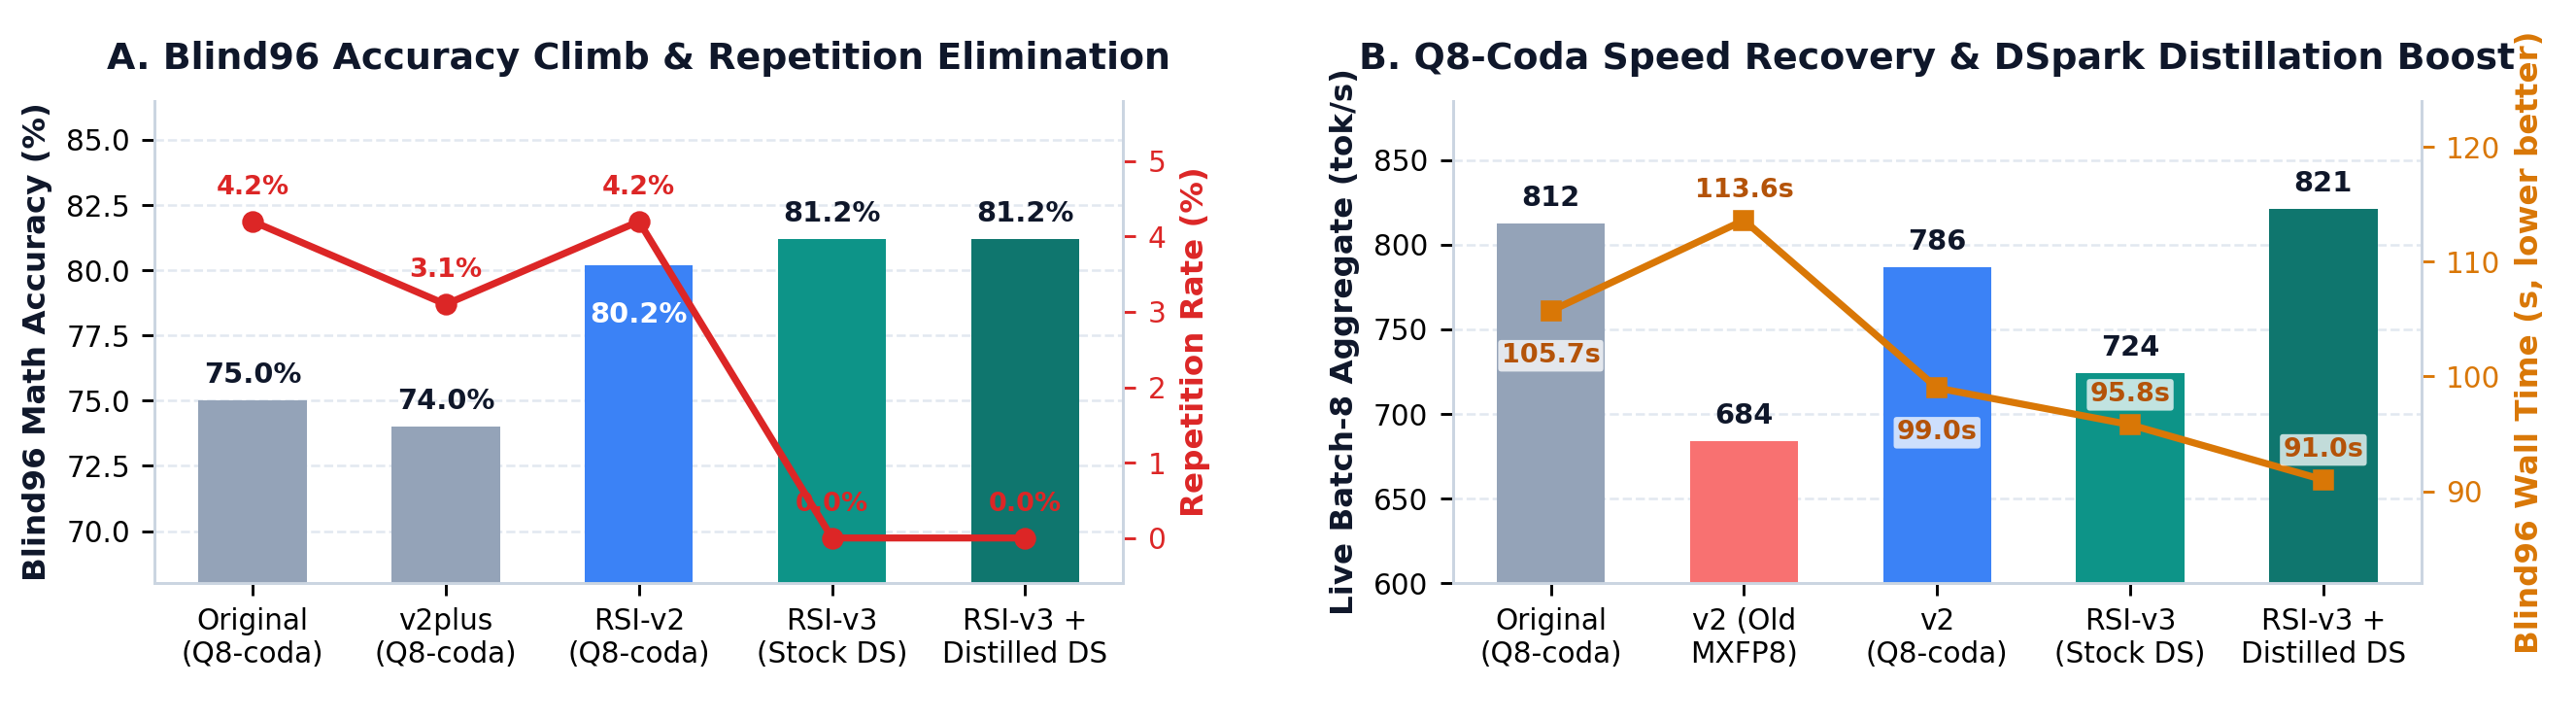 A. Blind96 Accuracy Climb & Repetition Elimination
Blind96 Math Accuracy (%)
85.0
82.5
80.0
77.5
75.0
72.5
70.0
4.2%
3.1%
4.2%
0.0%
0.0%
75.0%
74.0%
80.2%
81.2%
81.2%
5
4
3
2
1
0
Repetition Rate (%)
Original
(Q8-coda)
v2plus
(Q8-coda)
RSI-v2
(Q8-coda)
RSI-v3
(Stock DS)
RSI-v3 +
Distilled DS
B. Q8-Coda Speed Recovery & DSpark Distillation Boost
Live Batch-8 Aggregate (tok/s)
850
800
750
700
650
600
812
684
786
724
821
105.7s
113.6s
99.0s
95.8s
91.0s
120
110
100
90
Blind96 Wall Time (s, lower better)
Original
(Q8-coda)
v2 (Old
MXFP8)
v2
(Q8-coda)
RSI-v3
(Stock DS)
RSI-v3 +
Distilled DS